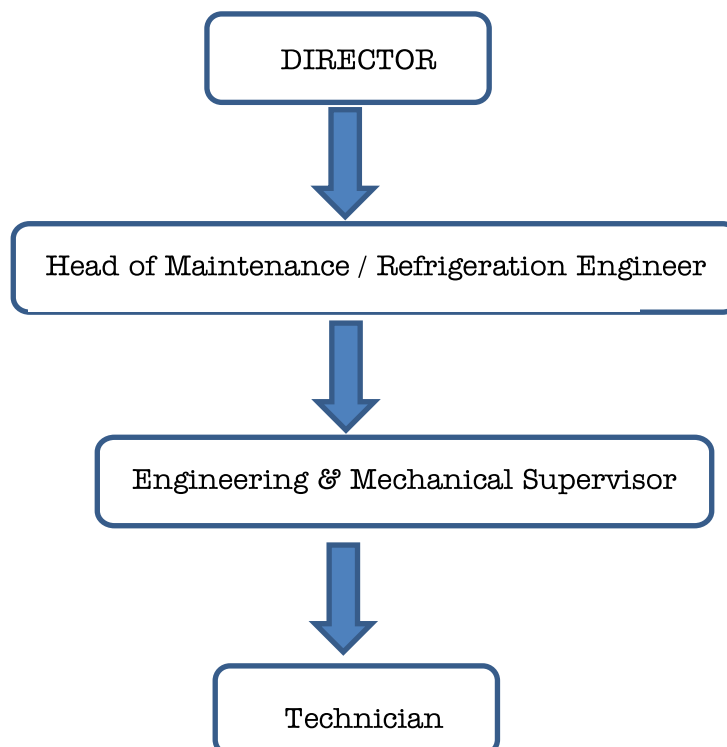 DIRECTOR
Head of Maintenance / Refrigeration Engineer
Engineering & Mechanical Supervisor
Technician